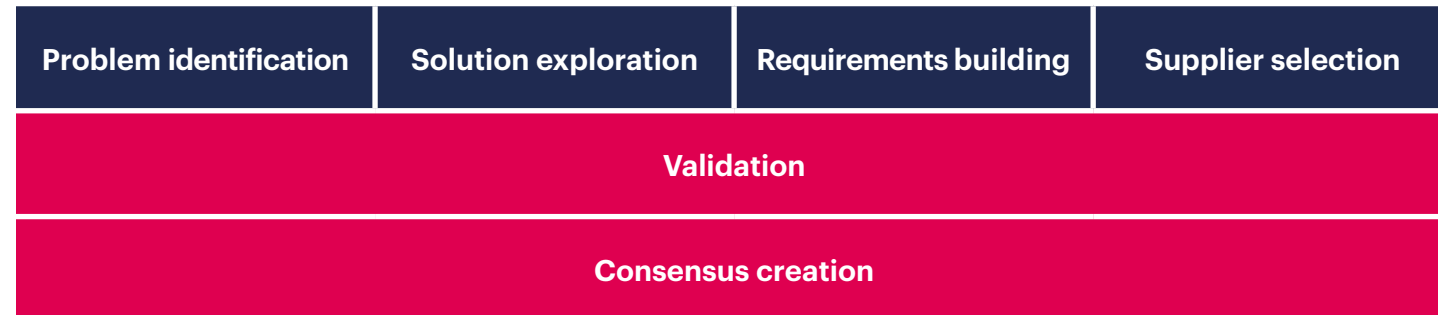 Problem identification
Solution exploration
Requirements building
Supplier selection
Validation
Consensus creation